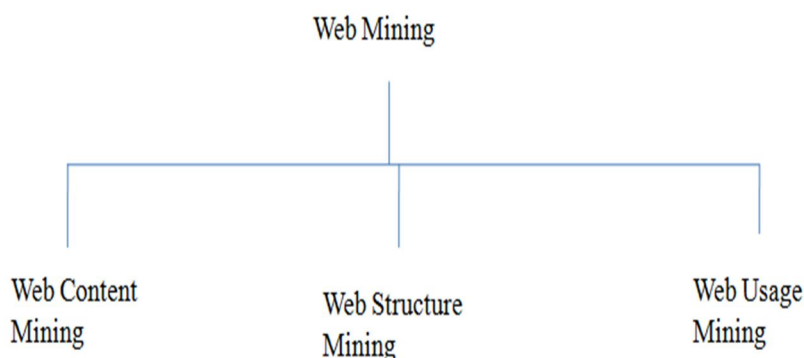 Web Mining
Web Content
Mining
Web Structure
Mining
Web Usage
Mining